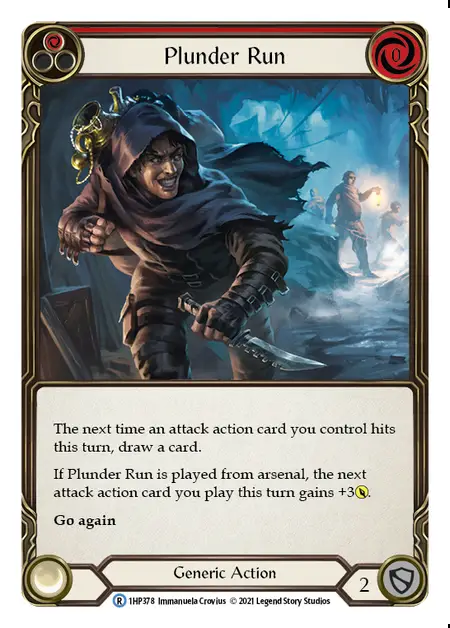 Plunder Run
0
The next time an attack action card you control hits
this turn, draw a card.
If Plunder Run is played from arsenal, the next
attack action card you play this turn gains +3.
Go again
Generic Action
2
R 1HP378 Immanuela Crovius © 2021 Legend Story Studios